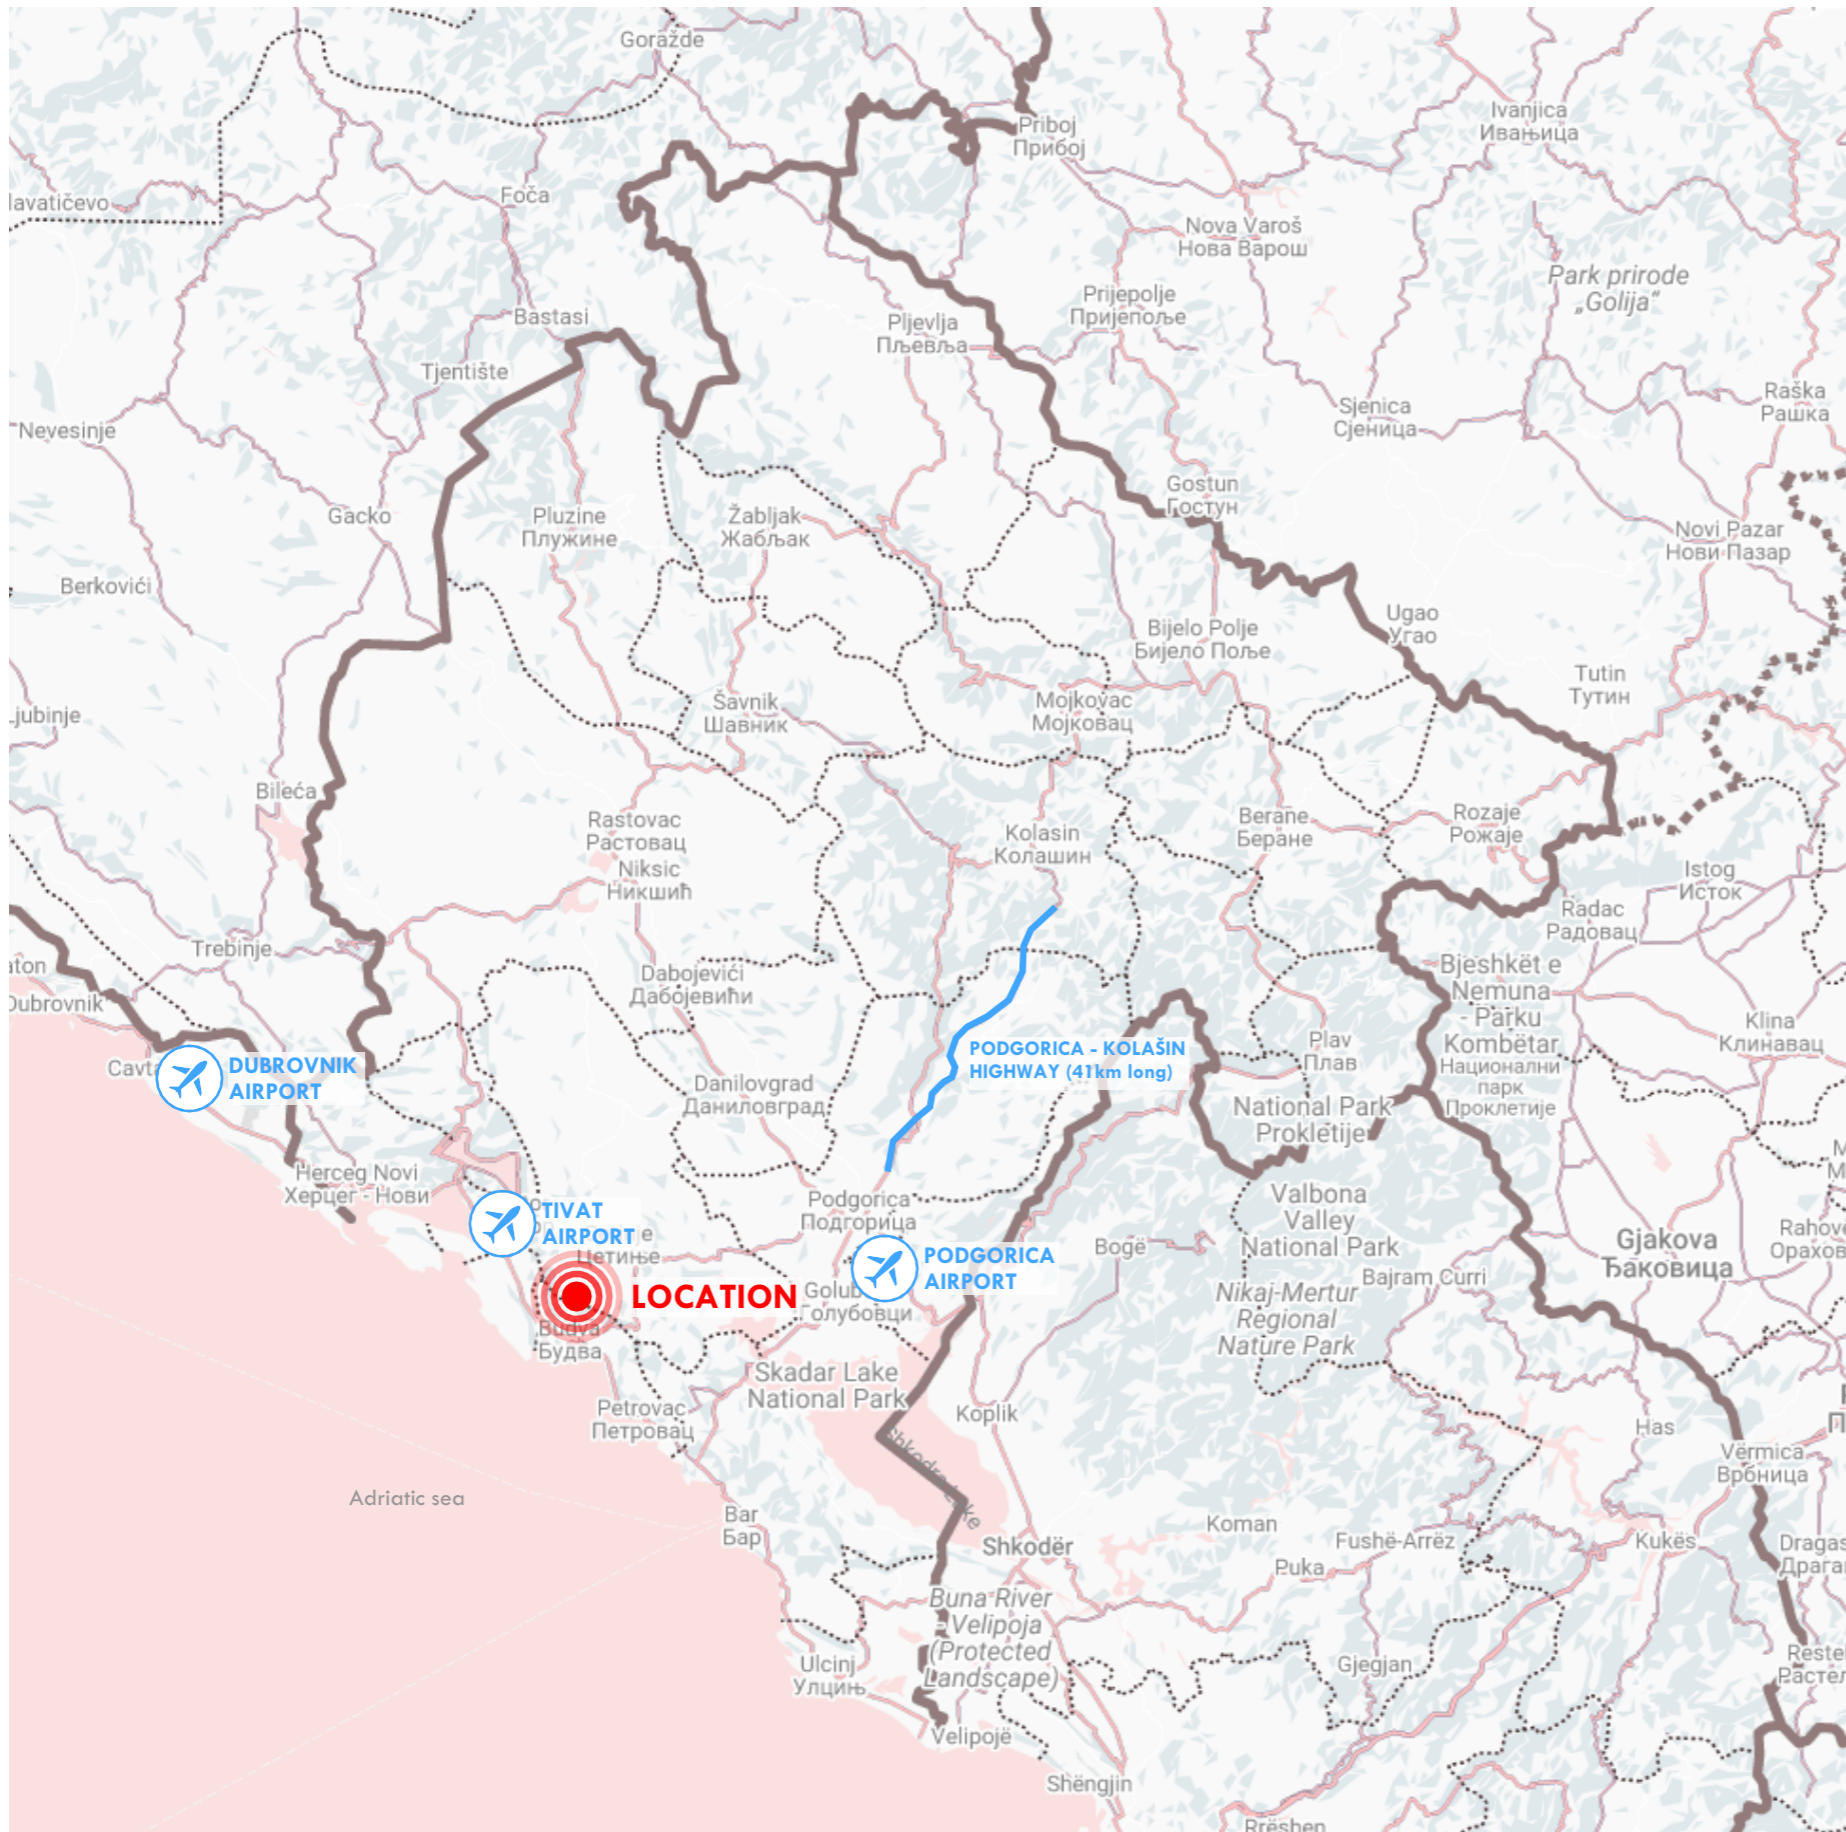 Goražde
Priboj
Прибој
Ivanjica
Ивањица
Foča
Nova Varoš
Нова Варош
Park prirode
„Golija“
Prijepolje
Пријепоље
Bastasi
Pljevlja
Пљевља
Tjentište
Raška
Рашка
Sjenica
Сјеница
Nevesinje
Gostun
Гостун
Gacko
Pluzine
Плужине
Žabljak
Жабљак
Novi Pazar
Нови Пазар
Berkovići
Ugao
Угао
Bijelo Polje
Бијело Поље
Tutin
Тутин
Šavnik
Шавник
Mojkovac
Мојковац
Bileća
Rastovac
Растовац
Kolasin
Колашин
Berane
Беране
Rozaje
Рожаје
Niksic
Никшић
Istog
Исток
Radac
Радовац
Trebinje
Dabojevići
Дабојевићи
Bjeshkët e
Nemuna
- Parku
Kombëtar
Национални
парк
Проклетије
Dubrovnik
Klina
Клинавац
Plav
Плав
PODGORICA - KOLAŠIN
HIGHWAY (41km long)
DUBROVNIK
AIRPORT
Danilovgrad
Даниловград
National Park
Prokletije
Herceg Novi
Херцег - Нови
Podgorica
Подгорица
Valbona
Valley
National Park
TIVAT
AIRPORT
Цетиње
PODGORICA
AIRPORT
Bogë
Gjakova
Ђаковица
Bajram Curri
LOCATION
Голубовци
Nikaj-Mertur
Regional
Nature Park
Budva
Будва
Skadar Lake
National Park
Petrovac
Петровац
Koplik
Has
Shkodra Lake
Vërmica
Врбница
Adriatic sea
Bar
Бар
Shkodër
Koman
Fushë-Arrëz
Kukës
Puka
Buna River
- Velipoja
(Protected
Landscape)
Ulcinj
Улцињ
Gjegjan
Velipojë
Shëngjin
Rrëshen